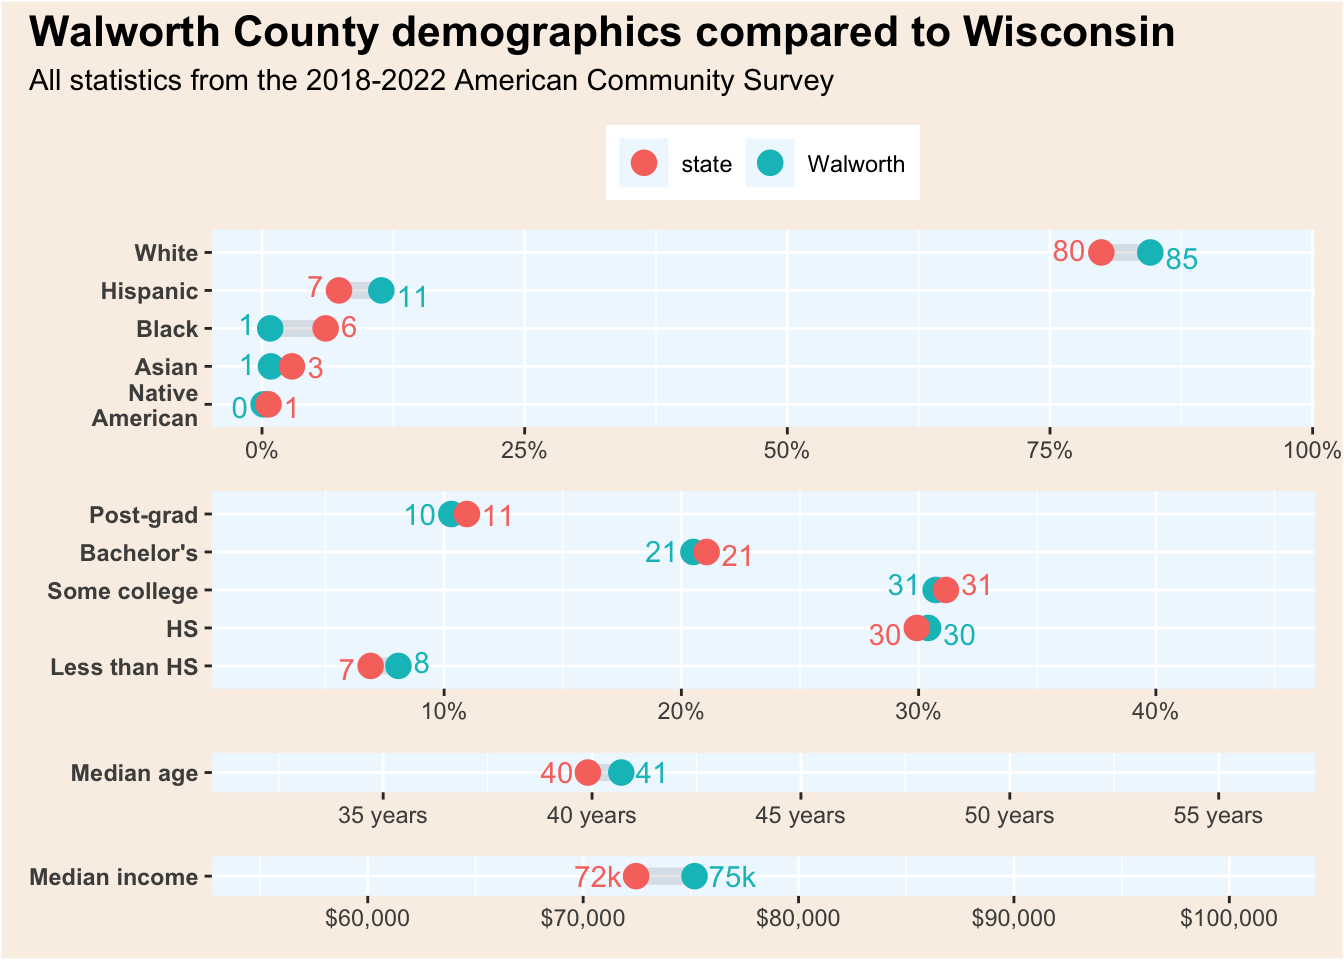 Walworth County demographics compared to Wisconsin
All statistics from the 2018-2022 American Community Survey
state Walworth
White 80 85
Hispanic 7 11
Black 1 6
Asian 1 3
Native
American 0 1
0% 25% 50% 75% 100%
Post-grad 10 11
Bachelor's 21 21
Some college 31 31
HS 30 30
Less than HS 7 8
10% 20% 30% 40%
Median age 40 41
35 years 40 years 45 years 50 years 55 years
Median income 72k 75k
$60,000 $70,000 $80,000 $90,000 $100,000